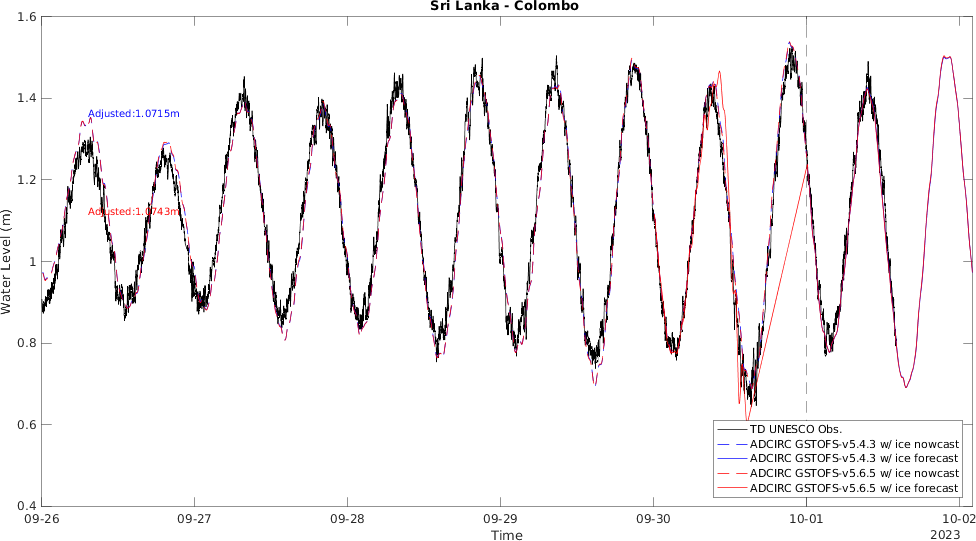 Sri Lanka - Colombo
1.6
1.4
1.2
1
0.8
0.6
0.4
Water Level (m)
Adjusted:1.0715m
Adjusted:1.0743m
TD UNESCO Obs.
ADCIRC GSTOFS-v5.4.3 w/ ice nowcast
ADCIRC GSTOFS-v5.4.3 w/ ice forecast
ADCIRC GSTOFS-v5.6.5 w/ ice nowcast
ADCIRC GSTOFS-v5.6.5 w/ ice forecast
09-26 09-27 09-28 09-29 09-30 10-01 10-02
Time
2023